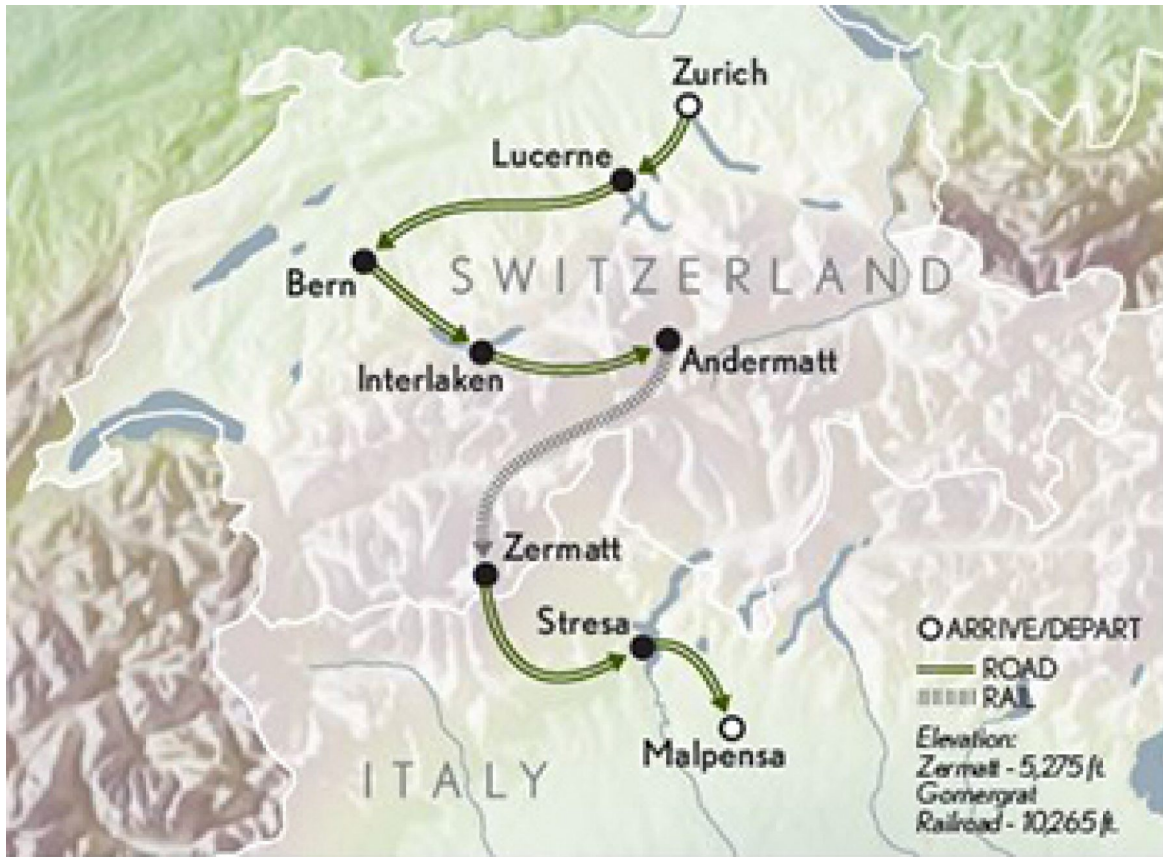 Zurich
Lucerne
SWITZERLAND
Bern
Andermatt
Interlaken
Zermatt
Stresa
ARRIVE/DEPART
ROAD
RAIL
Malpensa
ITALY
Elevation:
Zermatt - 5,275 ft.
Gornergrat
Railroad - 10,265 ft.